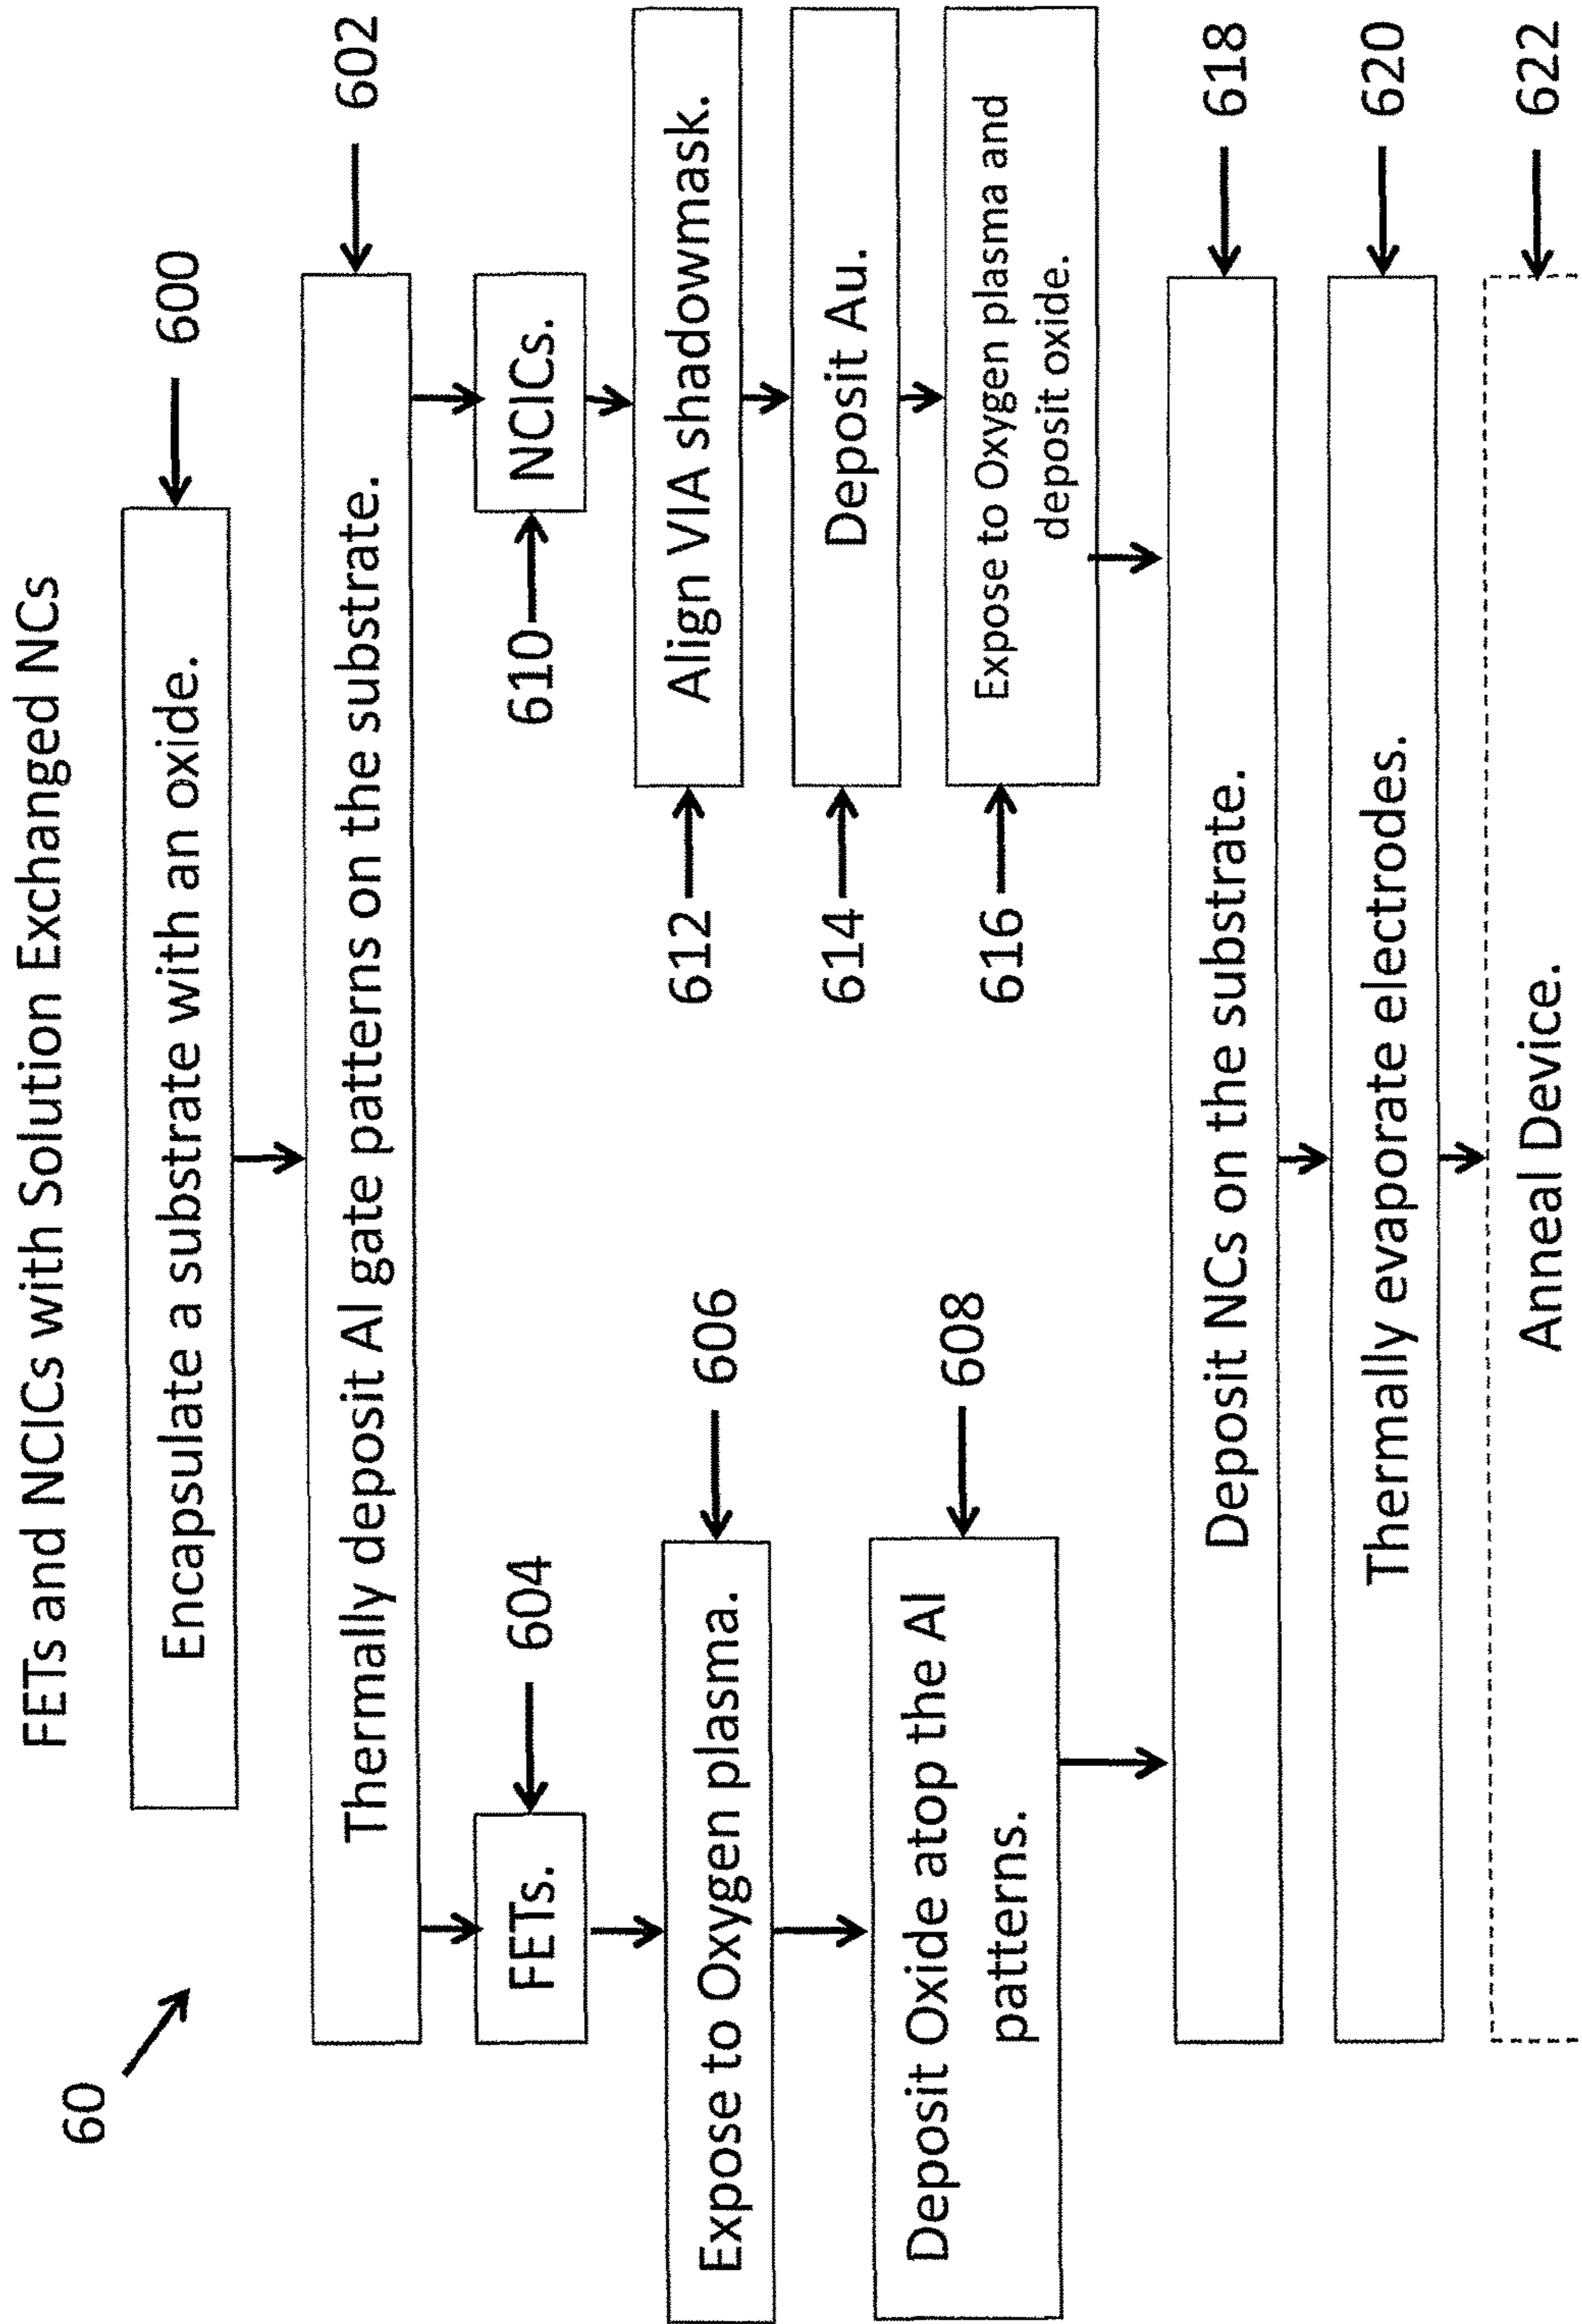 FETs and NCICs with Solution Exchanged NCs
60
600
Encapsulate a substrate with an oxide.
602
Thermally deposit Al gate patterns on the substrate.
604
FETs.
610
NCICs.
606
Expose to Oxygen plasma.
612
Align VIA shadowmask.
614
Deposit Au.
608
Deposit Oxide atop the Al
patterns.
616
Expose to Oxygen plasma and
deposit oxide.
618
Deposit NCs on the substrate.
620
Thermally evaporate electrodes.
622
Anneal Device.